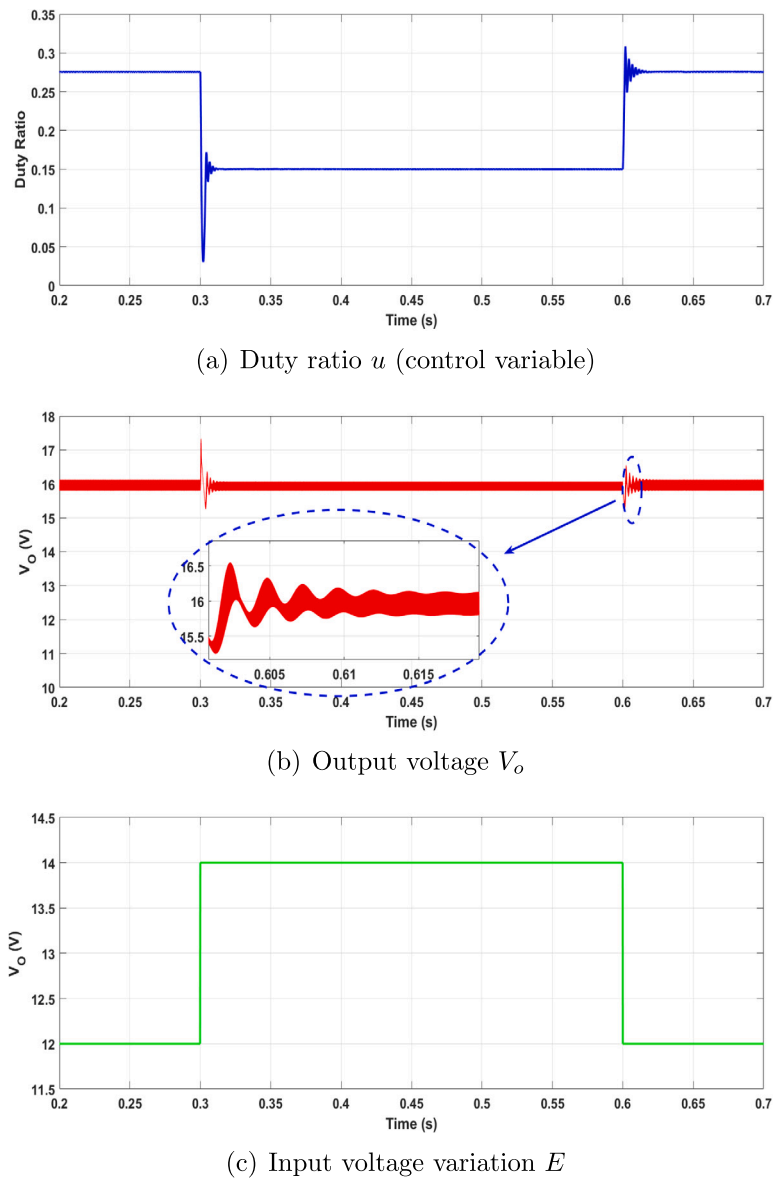 0.35
0.3
0.25
0.2
0.15
0.1
0.05
0
Duty Ratio
0.2 0.25 0.3 0.35 0.4 0.45 0.5 0.55 0.6 0.65 0.7
Time (s)
(a) Duty ratio u (control variable)
18
17
16
15
14
13
12
11
10
V_O (V)
16.5
16
15.5
0.605 0.61 0.615
0.2 0.25 0.3 0.35 0.4 0.45 0.5 0.55 0.6 0.65 0.7
Time (s)
(b) Output voltage V_o
14.5
14
13.5
13
12.5
12
11.5
V_O (V)
0.2 0.25 0.3 0.35 0.4 0.45 0.5 0.55 0.6 0.65 0.7
Time (s)
(c) Input voltage variation E